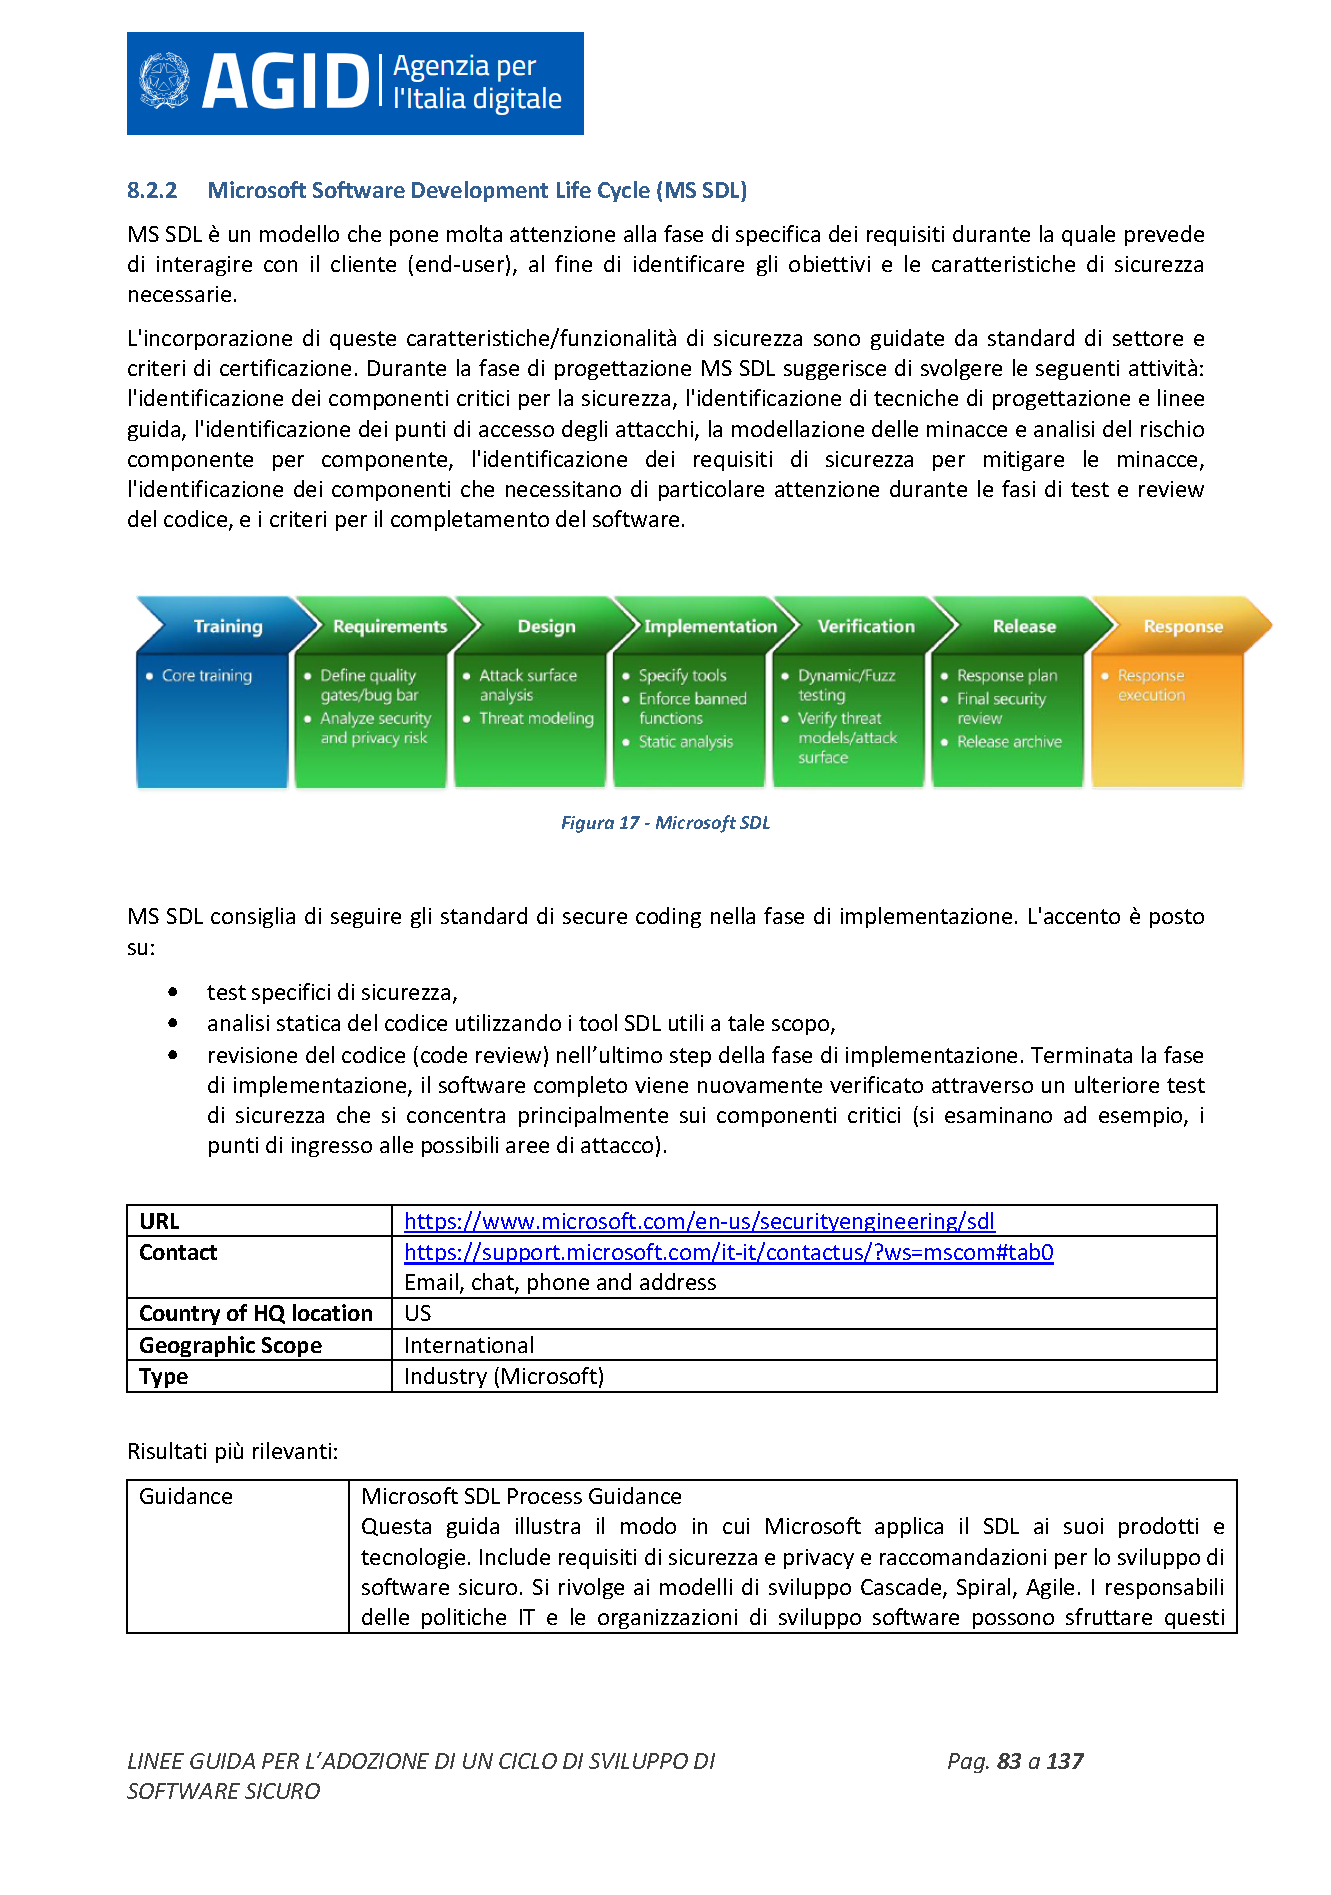 AGID
Agenzia per
l'Italia digitale
8.2.2 Microsoft Software Development Life Cycle (MS SDL)
MS SDL è un modello che pone molta attenzione alla fase di specifica dei requisiti durante la quale prevede
di interagire con il cliente (end-user), al fine di identificare gli obiettivi e le caratteristiche di sicurezza
necessarie.
L'incorporazione di queste caratteristiche/funzionalità di sicurezza sono guidate da standard di settore e
criteri di certificazione. Durante la fase di progettazione MS SDL suggerisce di svolgere le seguenti attività:
l'identificazione dei componenti critici per la sicurezza, l'identificazione di tecniche di progettazione e linee
guida, l'identificazione dei punti di accesso degli attacchi, la modellazione delle minacce e analisi del rischio
componente per componente, l'identificazione dei requisiti di sicurezza per mitigare le minacce,
l'identificazione dei componenti che necessitano di particolare attenzione durante le fasi di test e review
del codice, e i criteri per il completamento del software.
Training
• Core training
Requirements
• Define quality
gates/bug bar
• Analyze security
and privacy risk
Design
• Attack surface
analysis
• Threat modeling
Implementation
• Specify tools
• Enforce banned
functions
• Static analysis
Verification
• Dynamic/Fuzz
testing
• Verify threat
models/attack
surface
Release
• Response plan
• Final security
review
• Release archive
Response
• Response
execution
Figura 17 - Microsoft SDL
MS SDL consiglia di seguire gli standard di secure coding nella fase di implementazione. L'accento è posto
su:
• test specifici di sicurezza,
• analisi statica del codice utilizzando i tool SDL utili a tale scopo,
• revisione del codice (code review) nell’ultimo step della fase di implementazione. Terminata la fase
di implementazione, il software completo viene nuovamente verificato attraverso un ulteriore test
di sicurezza che si concentra principalmente sui componenti critici (si esaminano ad esempio, i
punti di ingresso alle possibili aree di attacco).
URL https://www.microsoft.com/en-us/securityengineering/sdl
Contact https://support.microsoft.com/it-it/contactus/?ws=mscom#tab0
Email, chat, phone and address
Country of HQ location US
Geographic Scope International
Type Industry (Microsoft)
Risultati più rilevanti:
Guidance Microsoft SDL Process Guidance
Questa guida illustra il modo in cui Microsoft applica il SDL ai suoi prodotti e
tecnologie. Include requisiti di sicurezza e privacy e raccomandazioni per lo sviluppo di
software sicuro. Si rivolge ai modelli di sviluppo Cascade, Spiral, Agile. I responsabili
delle politiche IT e le organizzazioni di sviluppo software possono sfruttare questi
LINEE GUIDA PER L’ADOZIONE DI UN CICLO DI SVILUPPO DI Pag. 83 a 137
SOFTWARE SICURO